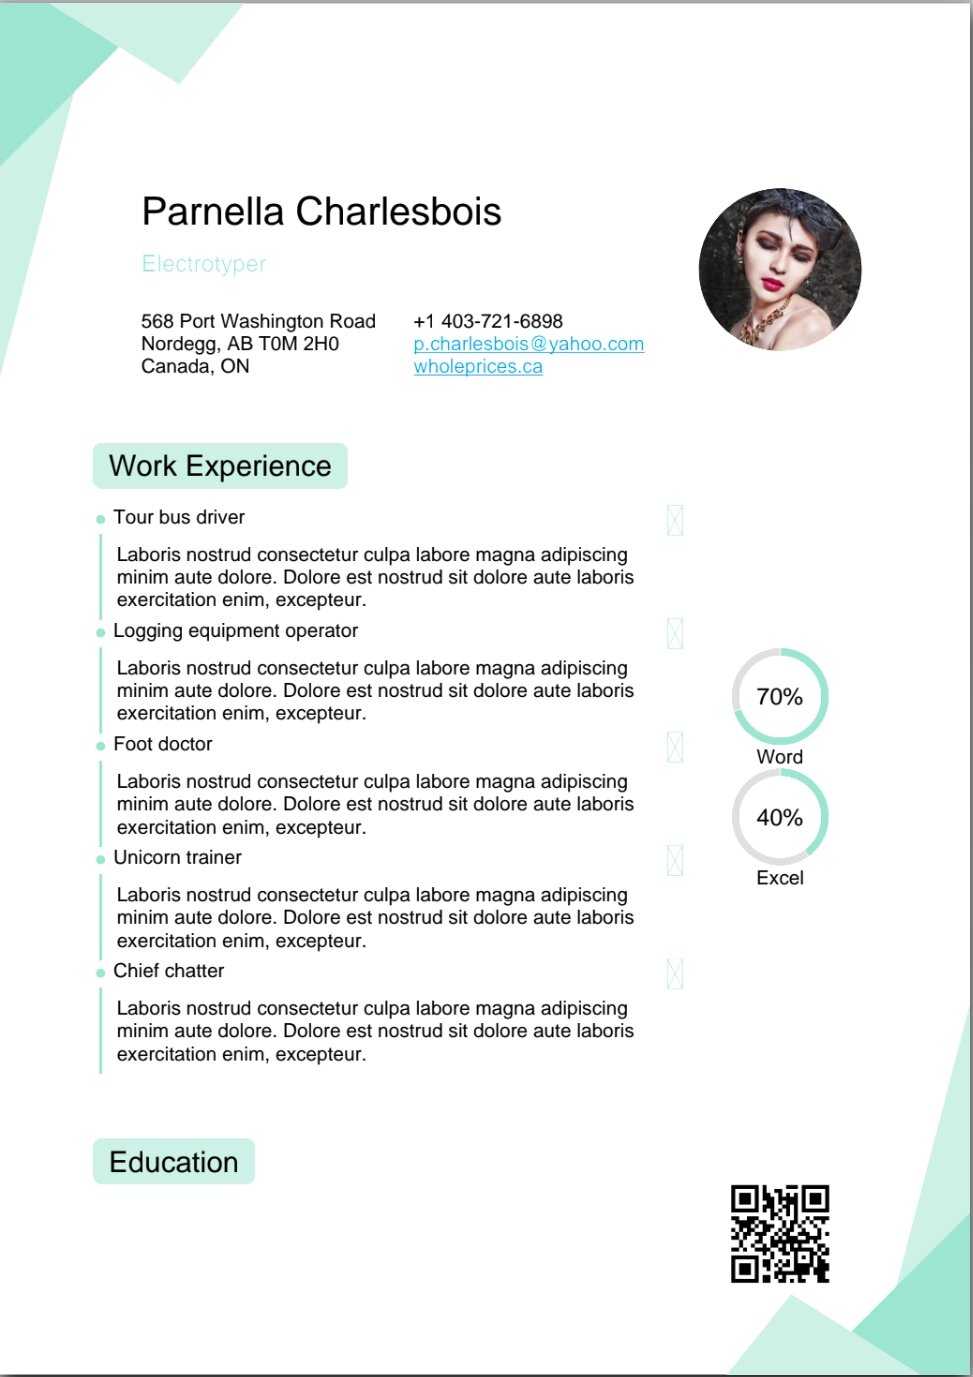 Parnella Charlesbois
Electrotyper
568 Port Washington Road
Nordegg, AB T0M 2H0
Canada, ON
+1 403-721-6898
p.charlesbois@yahoo.com
wholeprices.ca
Work Experience
Tour bus driver
Laboris nostrud consectetur culpa labore magna adipiscing
minim aute dolore. Dolore est nostrud sit dolore aute laboris
exercitation enim, excepteur.
Logging equipment operator
Laboris nostrud consectetur culpa labore magna adipiscing
minim aute dolore. Dolore est nostrud sit dolore aute laboris
exercitation enim, excepteur.
Foot doctor
Laboris nostrud consectetur culpa labore magna adipiscing
minim aute dolore. Dolore est nostrud sit dolore aute laboris
exercitation enim, excepteur.
Unicorn trainer
Laboris nostrud consectetur culpa labore magna adipiscing
minim aute dolore. Dolore est nostrud sit dolore aute laboris
exercitation enim, excepteur.
Chief chatter
Laboris nostrud consectetur culpa labore magna adipiscing
minim aute dolore. Dolore est nostrud sit dolore aute laboris
exercitation enim, excepteur.
70%
Word
40%
Excel
Education